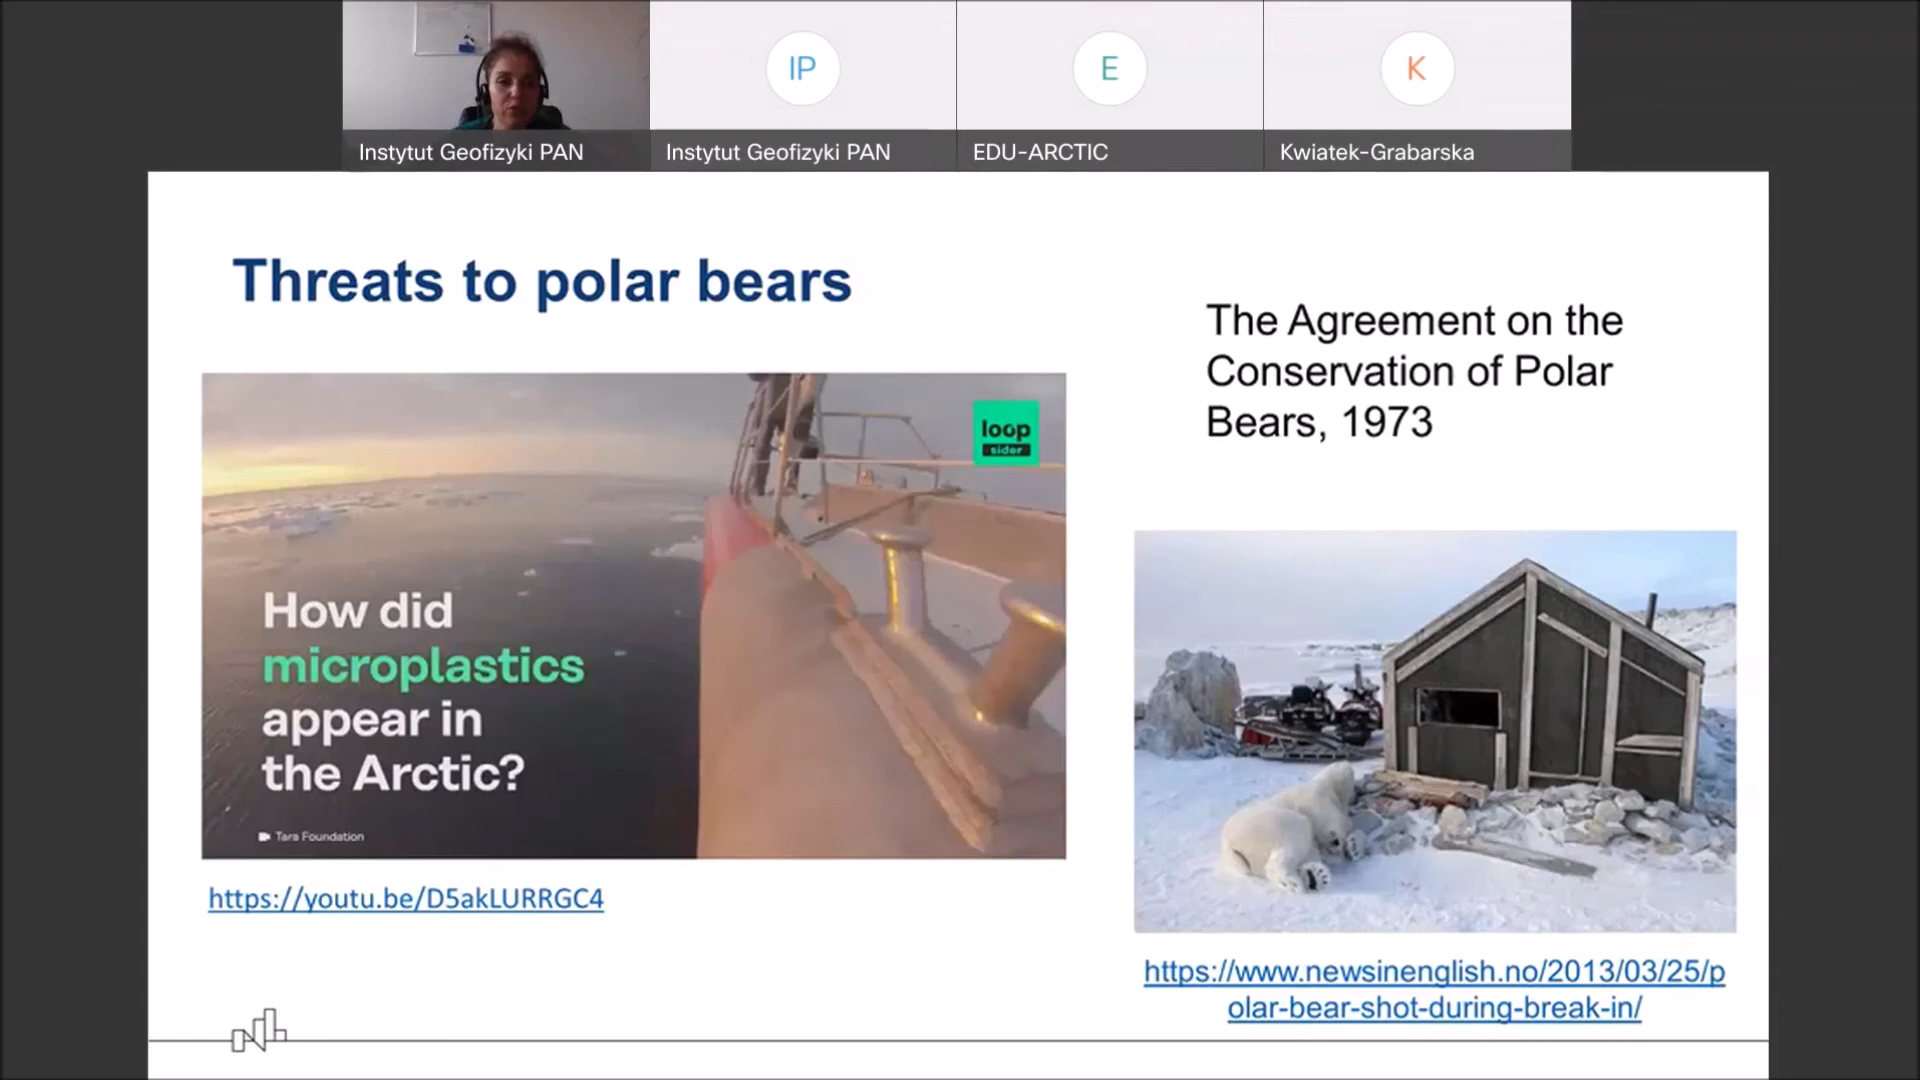 IP
E
K
Instytut Geofizyki PAN
Instytut Geofizyki PAN
EDU-ARCTIC
Kwiatek-Grabarska
Threats to polar bears
The Agreement on the
Conservation of Polar
Bears, 1973
loop
sider
How did
microplastics
appear in
the Arctic?
Tara Foundation
https://youtu.be/D5akLURRGC4
https://www.newsinenglish.no/2013/03/25/p
olar-bear-shot-during-break-in/